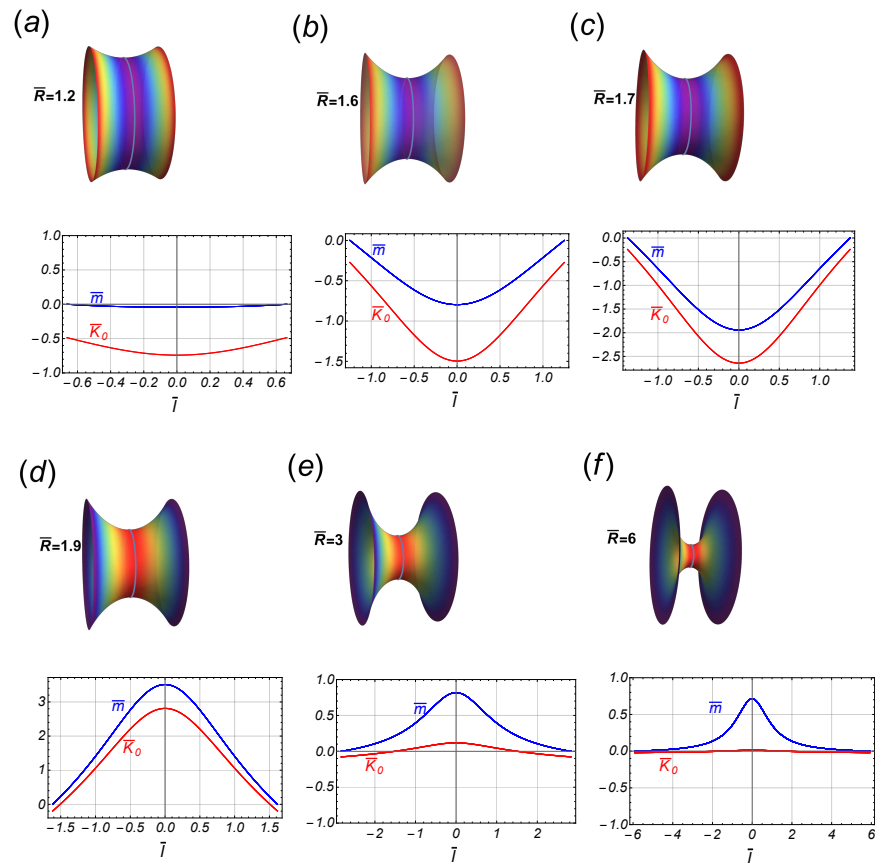 (a)
R̅=1.2
1.0
0.5
0.0
−0.5
−1.0
m̅
K̅₀
−0.6 −0.4 −0.2 0.0 0.2 0.4 0.6
l̅
(b)
R̅=1.6
0.0
−0.5
−1.0
−1.5
m̅
K̅₀
−1.0 −0.5 0.0 0.5 1.0
l̅
(c)
R̅=1.7
0.0
−0.5
−1.0
−1.5
−2.0
−2.5
m̅
K̅₀
−1.0 −0.5 0.0 0.5 1.0
l̅
(d)
R̅=1.9
3
2
1
0
m̅
K̅₀
−1.5 −1.0 −0.5 0.0 0.5 1.0 1.5
l̅
(e)
R̅=3
1.0
0.5
0.0
−0.5
−1.0
m̅
K̅₀
−2 −1 0 1 2
l̅
(f)
R̅=6
1.0
0.5
0.0
−0.5
−1.0
m̅
K̅₀
−6 −4 −2 0 2 4 6
l̅